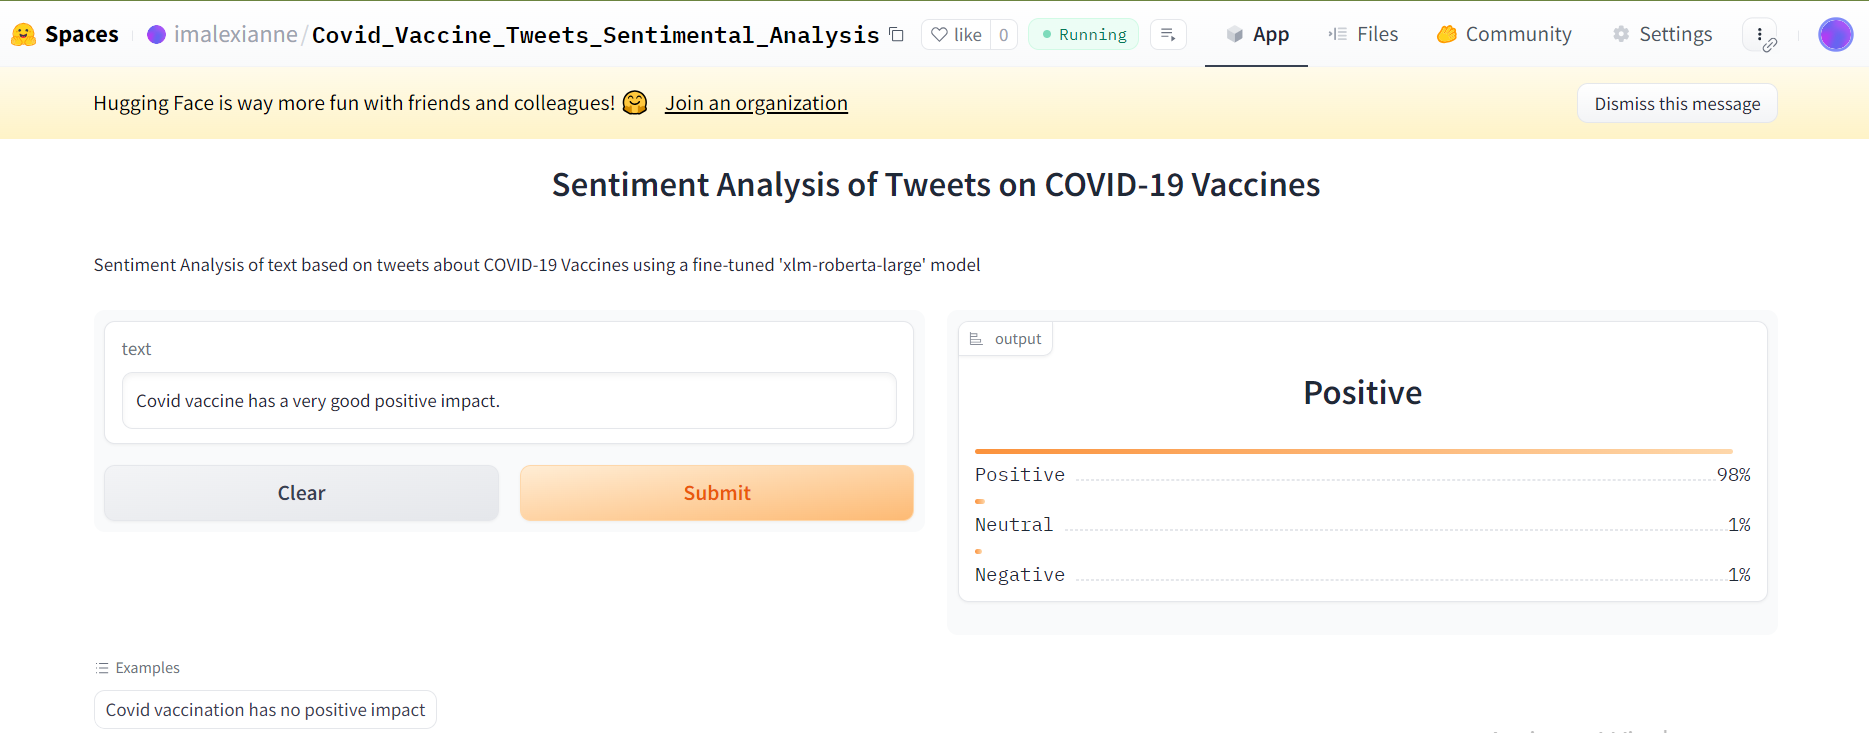 Spaces imalexianne/Covid_Vaccine_Tweets_Sentimental_Analysis like 0 Running App Files Community Settings
Hugging Face is way more fun with friends and colleagues! Join an organization Dismiss this message
Sentiment Analysis of Tweets on COVID-19 Vaccines
Sentiment Analysis of text based on tweets about COVID-19 Vaccines using a fine-tuned 'xlm-roberta-large' model
text
Covid vaccine has a very good positive impact.
Clear Submit
output
Positive
Positive 98%
Neutral 1%
Negative 1%
Examples
Covid vaccination has no positive impact